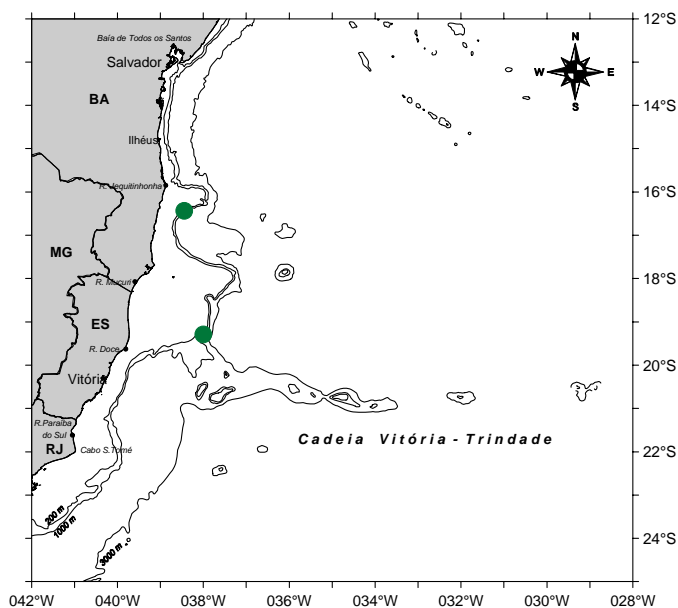 12°S
Baía de Todos os Santos
Salvador
N
W
E
S
BA
14°S
Ilhéus
R. Jequitinhonha
16°S
MG
R. Mucuri
18°S
ES
R. Doce
20°S
Vitória
R.Paraíba
do Sul
Cadeia Vitória - Trindade
RJ
Cabo S.Tomé
22°S
200 m
1000 m
3000 m
24°S
042°W
040°W
038°W
036°W
034°W
032°W
030°W
028°W